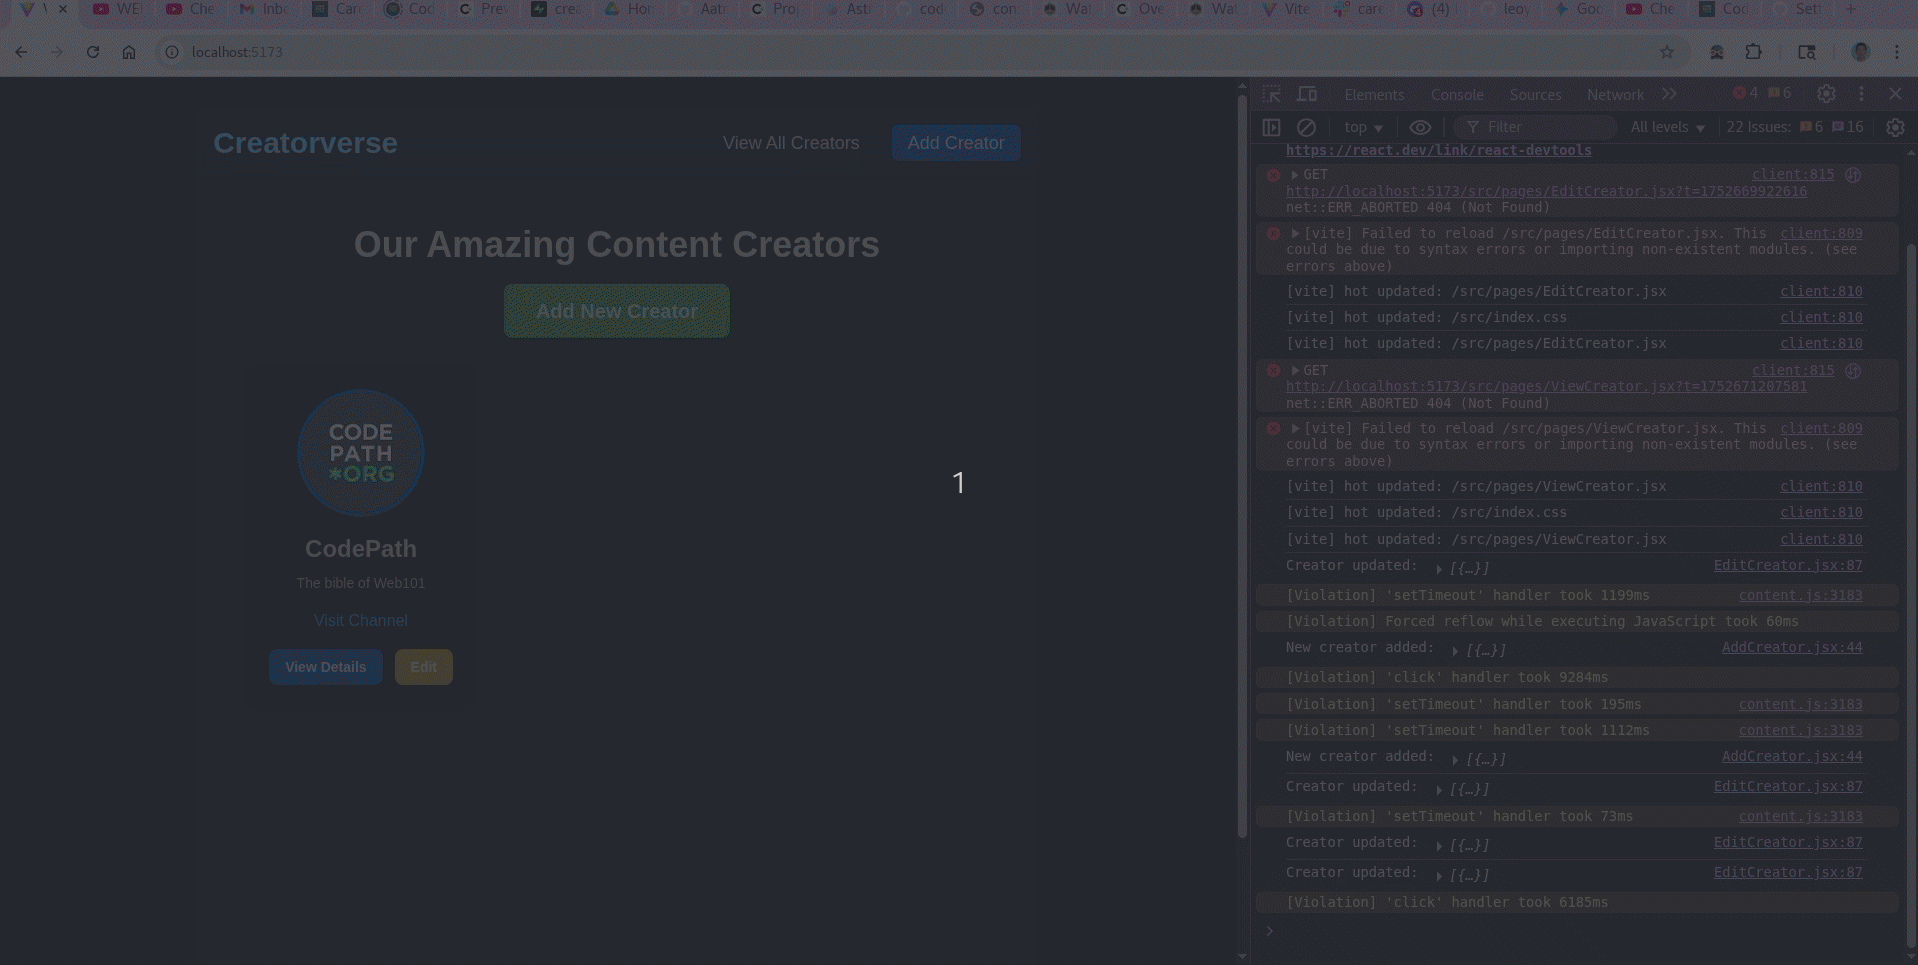 WE
Che
Inbo
Care
Cod
Prev
crea
Hom
Aatr
Proj
Astr
cod
con
Wat
Ove
Wat
Vite
care
(4)
leov
Goo
Che
Cod
Sett
localhost:5173
Creatorverse
View All Creators
Add Creator
Our Amazing Content Creators
Add New Creator
CODE
PATH
*ORG
CodePath
The bible of Web101
Visit Channel
View Details
Edit
1
Elements
Console
Sources
Network
4
6
top
Filter
All levels
22 Issues:
6
16
https://react.dev/link/react-devtools
GET client:815
http://localhost:5173/src/pages/EditCreator.jsx?t=1752669922616
net::ERR_ABORTED 404 (Not Found)
[vite] Failed to reload /src/pages/EditCreator.jsx. This client:809
could be due to syntax errors or importing non-existent modules. (see
errors above)
[vite] hot updated: /src/pages/EditCreator.jsx client:810
[vite] hot updated: /src/index.css client:810
[vite] hot updated: /src/pages/EditCreator.jsx client:810
GET client:815
http://localhost:5173/src/pages/ViewCreator.jsx?t=1752671207581
net::ERR_ABORTED 404 (Not Found)
[vite] Failed to reload /src/pages/ViewCreator.jsx. This client:809
could be due to syntax errors or importing non-existent modules. (see
errors above)
[vite] hot updated: /src/pages/ViewCreator.jsx client:810
[vite] hot updated: /src/index.css client:810
[vite] hot updated: /src/pages/ViewCreator.jsx client:810
Creator updated: [{…}] EditCreator.jsx:87
[Violation] 'setTimeout' handler took 1199ms content.js:3183
[Violation] Forced reflow while executing JavaScript took 60ms
New creator added: [{…}] AddCreator.jsx:44
[Violation] 'click' handler took 9284ms
[Violation] 'setTimeout' handler took 195ms content.js:3183
[Violation] 'setTimeout' handler took 1112ms content.js:3183
New creator added: [{…}] AddCreator.jsx:44
Creator updated: [{…}] EditCreator.jsx:87
[Violation] 'setTimeout' handler took 73ms content.js:3183
Creator updated: [{…}] EditCreator.jsx:87
Creator updated: [{…}] EditCreator.jsx:87
[Violation] 'click' handler took 6185ms